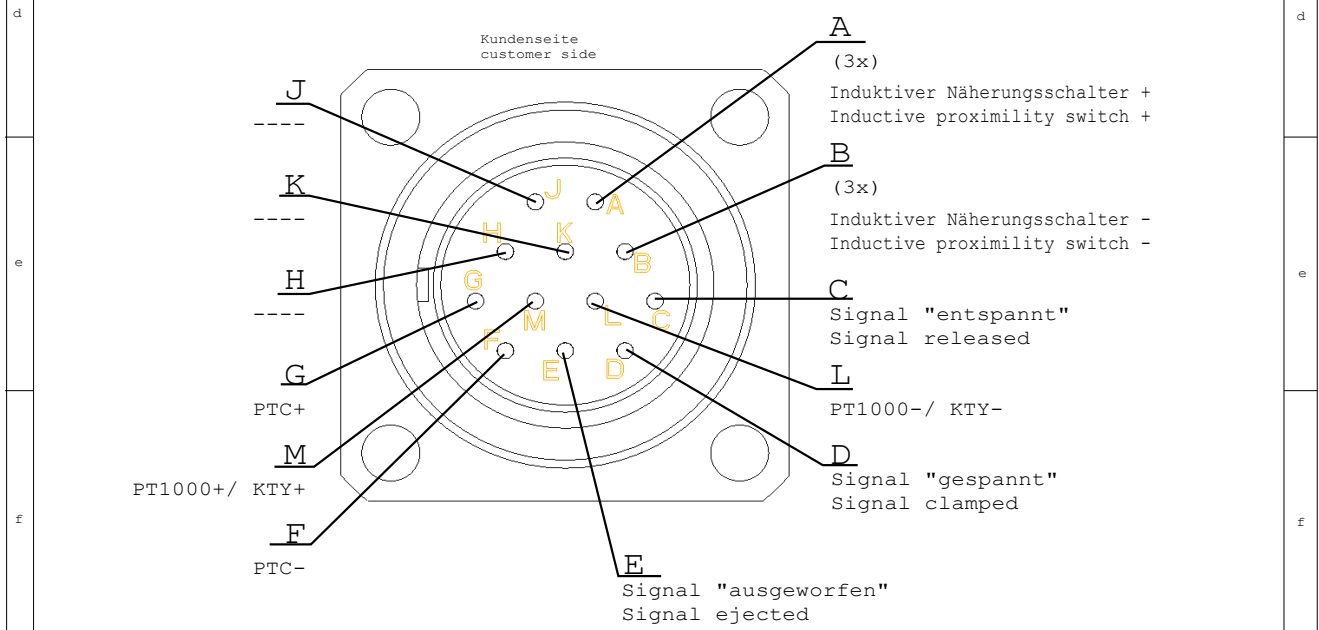 d
d
Kundenseite
customer side
A
(3x)
Induktiver Näherungsschalter +
Inductive proximility switch +
J
----
B
(3x)
Induktiver Näherungsschalter -
Inductive proximility switch -
K
----
H
----
e
e
C
Signal "entspannt"
Signal released
J
A
H
K
B
G
M
L
C
F
E
D
G
PTC+
L
PT1000-/ KTY-
M
PT1000+/ KTY+
D
Signal "gespannt"
Signal clamped
f
f
F
PTC-
E
Signal "ausgeworfen"
Signal ejected